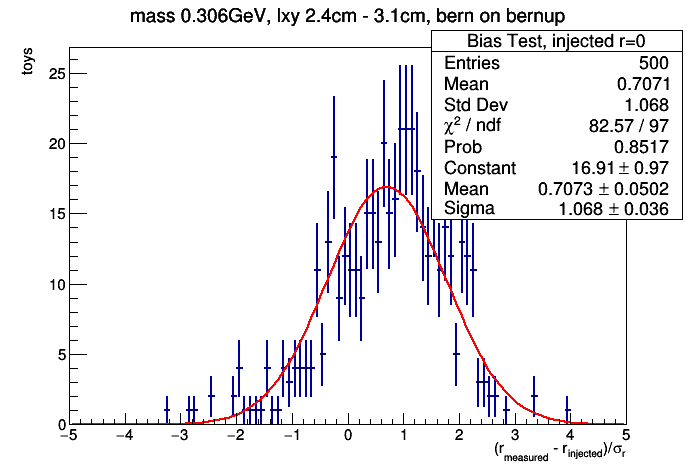 mass 0.306GeV, lxy 2.4cm - 3.1cm, bern on bernup
toys
Bias Test, injected r=0
Entries 500
Mean 0.7071
Std Dev 1.068
χ² / ndf 82.57 / 97
Prob 0.8517
Constant 16.91 ± 0.97
Mean 0.7073 ± 0.0502
Sigma 1.068 ± 0.036
25
20
15
10
5
0
−5 −4 −3 −2 −1 0 1 2 3 4 5
(r_measured - r_injected)/σ_r